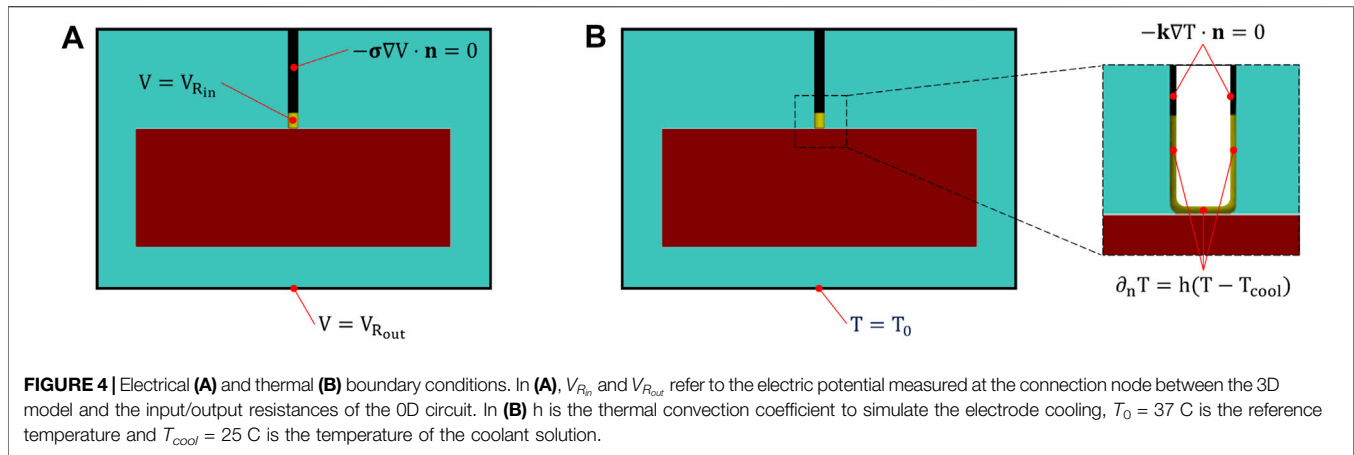 A
−σ∇V · n = 0
V = V_{R_in}
V = V_{R_out}
B
−k∇T · n = 0
∂ₙT = h(T − T_cool)
T = T₀
FIGURE 4 | Electrical (A) and thermal (B) boundary conditions. In (A), V_{R_in} and V_{R_out} refer to the electric potential measured at the connection node between the 3D
model and the input/output resistances of the 0D circuit. In (B) h is the thermal convection coefficient to simulate the electrode cooling, T₀ = 37 C is the reference
temperature and T_cool = 25 C is the temperature of the coolant solution.